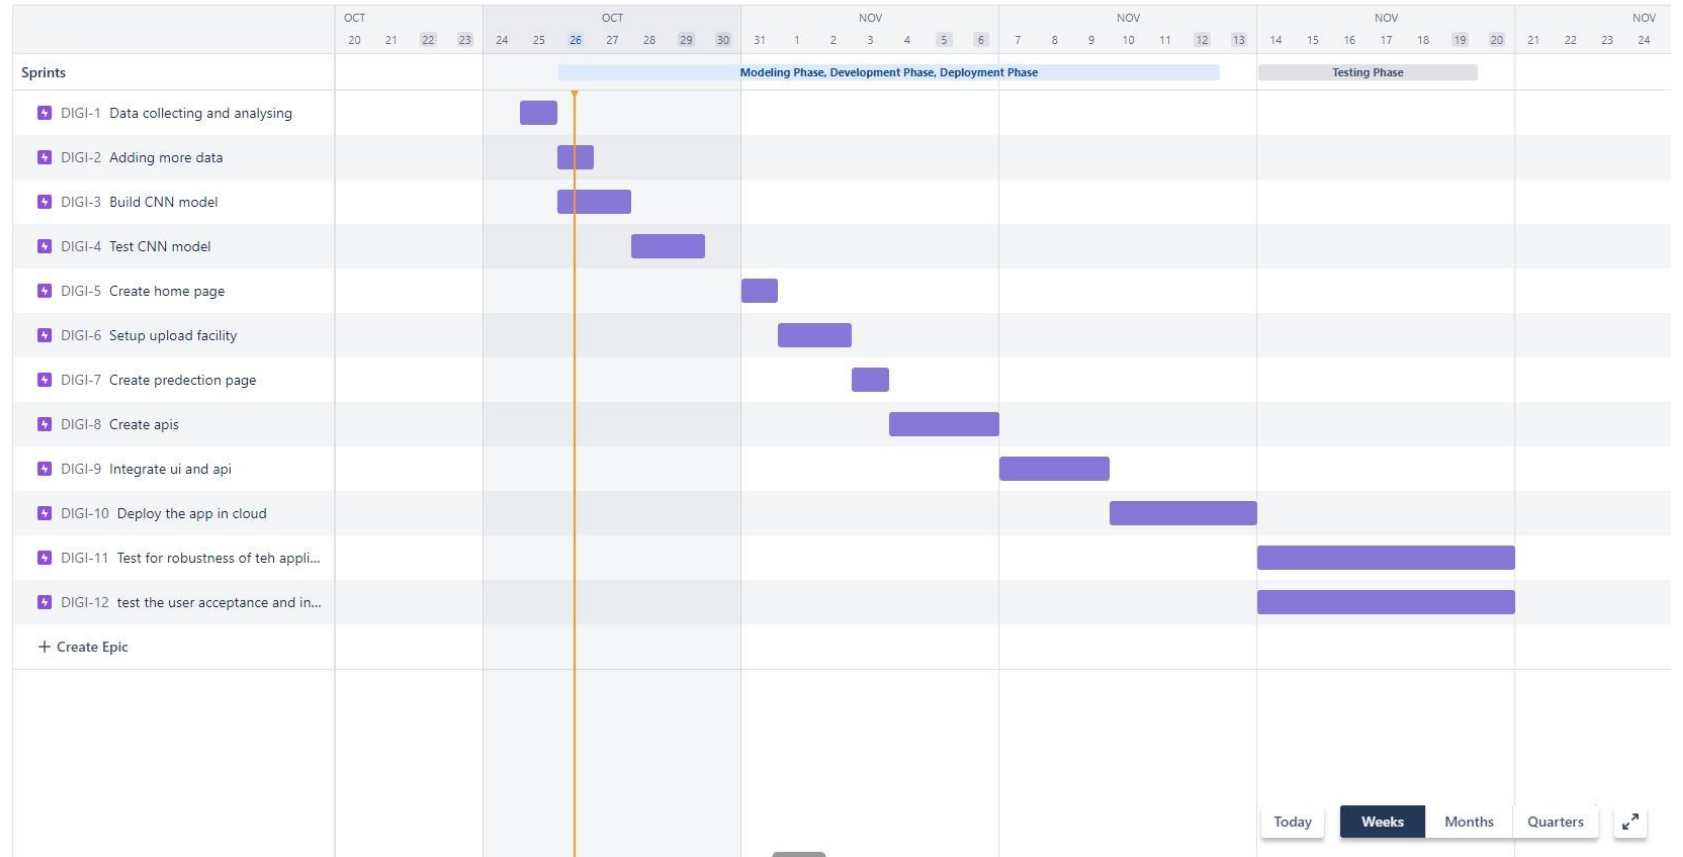 OCT OCT NOV NOV NOV NOV
20 21 22 23 24 25 26 27 28 29 30 31 1 2 3 4 5 6 7 8 9 10 11 12 13 14 15 16 17 18 19 20 21 22 23 24
Sprints Modeling Phase, Development Phase, Deployment Phase Testing Phase
DIGI-1 Data collecting and analysing
DIGI-2 Adding more data
DIGI-3 Build CNN model
DIGI-4 Test CNN model
DIGI-5 Create home page
DIGI-6 Setup upload facility
DIGI-7 Create predection page
DIGI-8 Create apis
DIGI-9 Integrate ui and api
DIGI-10 Deploy the app in cloud
DIGI-11 Test for robustness of teh appli...
DIGI-12 test the user acceptance and in...
+ Create Epic
Today Weeks Months Quarters